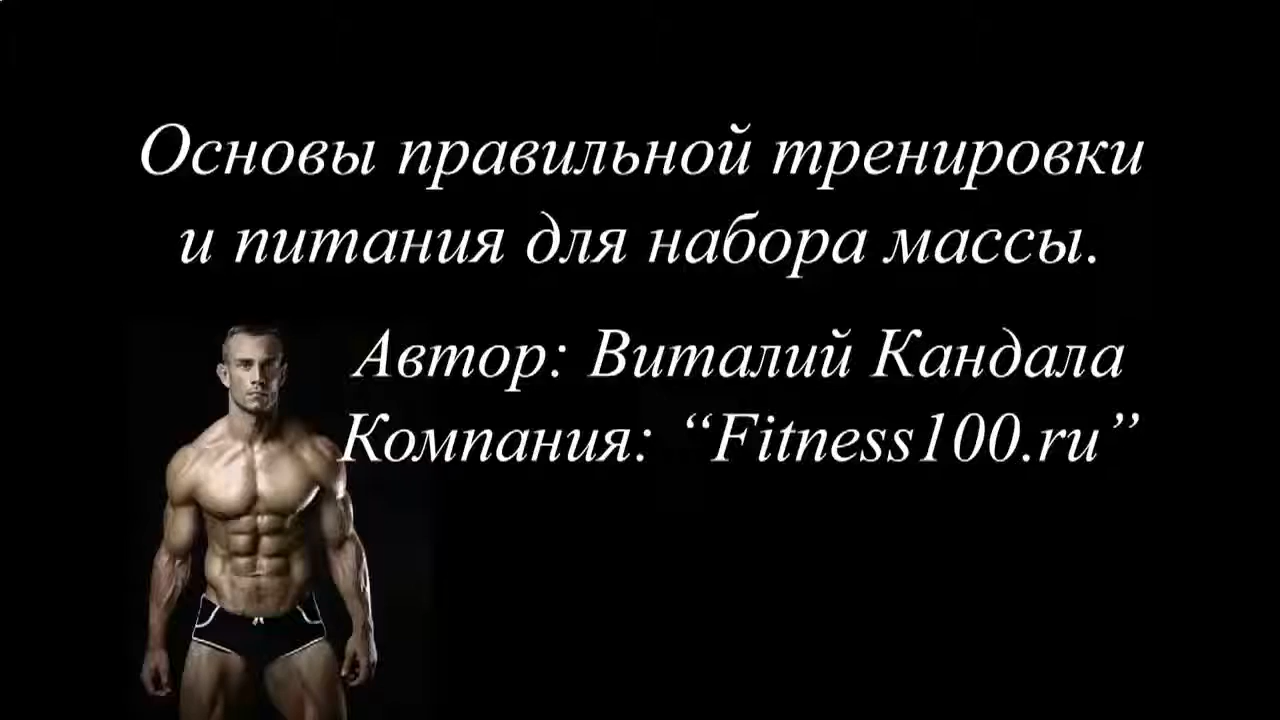 Основы правильной тренировки
и питания для набора массы.
Автор: Виталий Кандала
Компания: “Fitness100.ru”